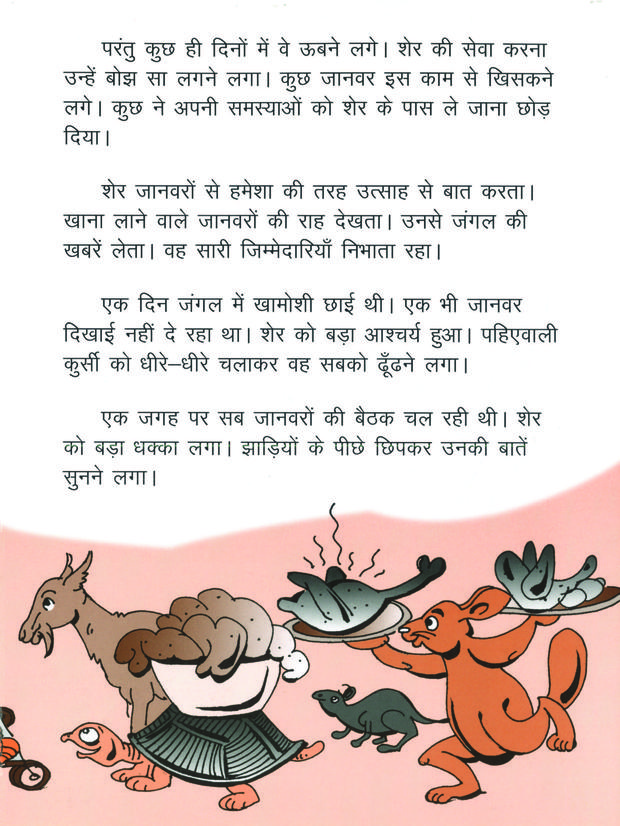 परंतु कुछ ही दिनों में वे ऊबने लगे। शेर की सेवा करना
उन्हें बोझ सा लगने लगा। कुछ जानवर इस काम से खिसकने
लगे। कुछ ने अपनी समस्याओं को शेर के पास ले जाना छोड़
दिया।
शेर जानवरों से हमेशा की तरह उत्साह से बात करता।
खाना लाने वाले जानवरों की राह देखता। उनसे जंगल की
खबरें लेता। वह सारी जिम्मेदारियाँ निभाता रहा।
एक दिन जंगल में खामोशी छाई थी। एक भी जानवर
दिखाई नहीं दे रहा था। शेर को बड़ा आश्चर्य हुआ। पहिएवाली
कुर्सी को धीरे–धीरे चलाकर वह सबको ढूँढने लगा।
एक जगह पर सब जानवरों की बैठक चल रही थी। शेर
को बड़ा धक्का लगा। झाड़ियों के पीछे छिपकर उनकी बातें
सुनने लगा।